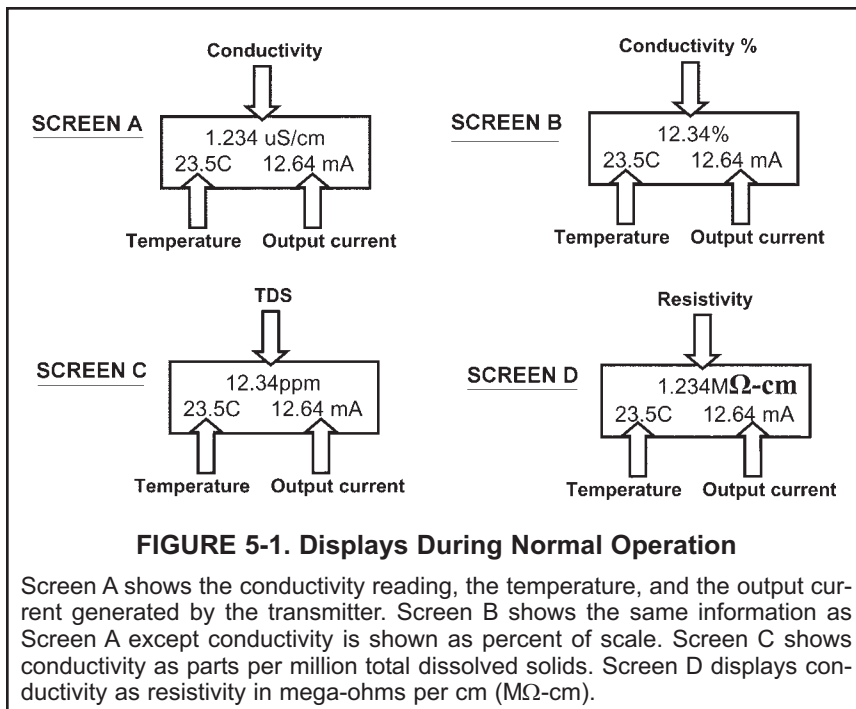 Conductivity
SCREEN A
1.234 uS/cm
23.5C 12.64 mA
Temperature Output current
Conductivity %
SCREEN B
12.34%
23.5C 12.64 mA
Temperature Output current
TDS
SCREEN C
12.34ppm
23.5C 12.64 mA
Temperature Output current
Resistivity
SCREEN D
1.234MΩ-cm
23.5C 12.64 mA
Temperature Output current
FIGURE 5-1. Displays During Normal Operation
Screen A shows the conductivity reading, the temperature, and the output cur-
rent generated by the transmitter. Screen B shows the same information as
Screen A except conductivity is shown as percent of scale. Screen C shows
conductivity as parts per million total dissolved solids. Screen D displays con-
ductivity as resistivity in mega-ohms per cm (MΩ-cm).